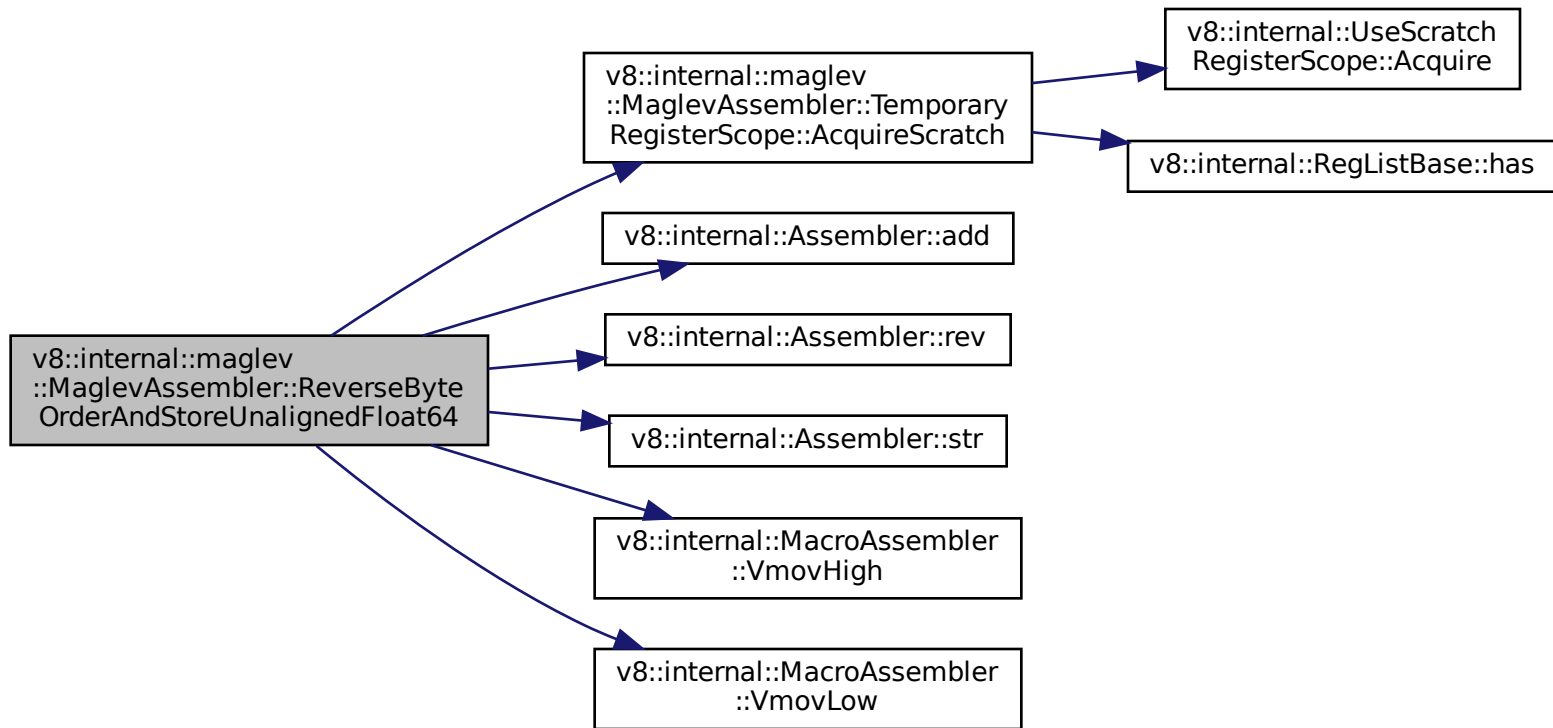 v8::internal::maglev
::MaglevAssembler::ReverseByte
OrderAndStoreUnalignedFloat64
v8::internal::maglev
::MaglevAssembler::Temporary
RegisterScope::AcquireScratch
v8::internal::UseScratch
RegisterScope::Acquire
v8::internal::RegListBase::has
v8::internal::Assembler::add
v8::internal::Assembler::rev
v8::internal::Assembler::str
v8::internal::MacroAssembler
::VmovHigh
v8::internal::MacroAssembler
::VmovLow